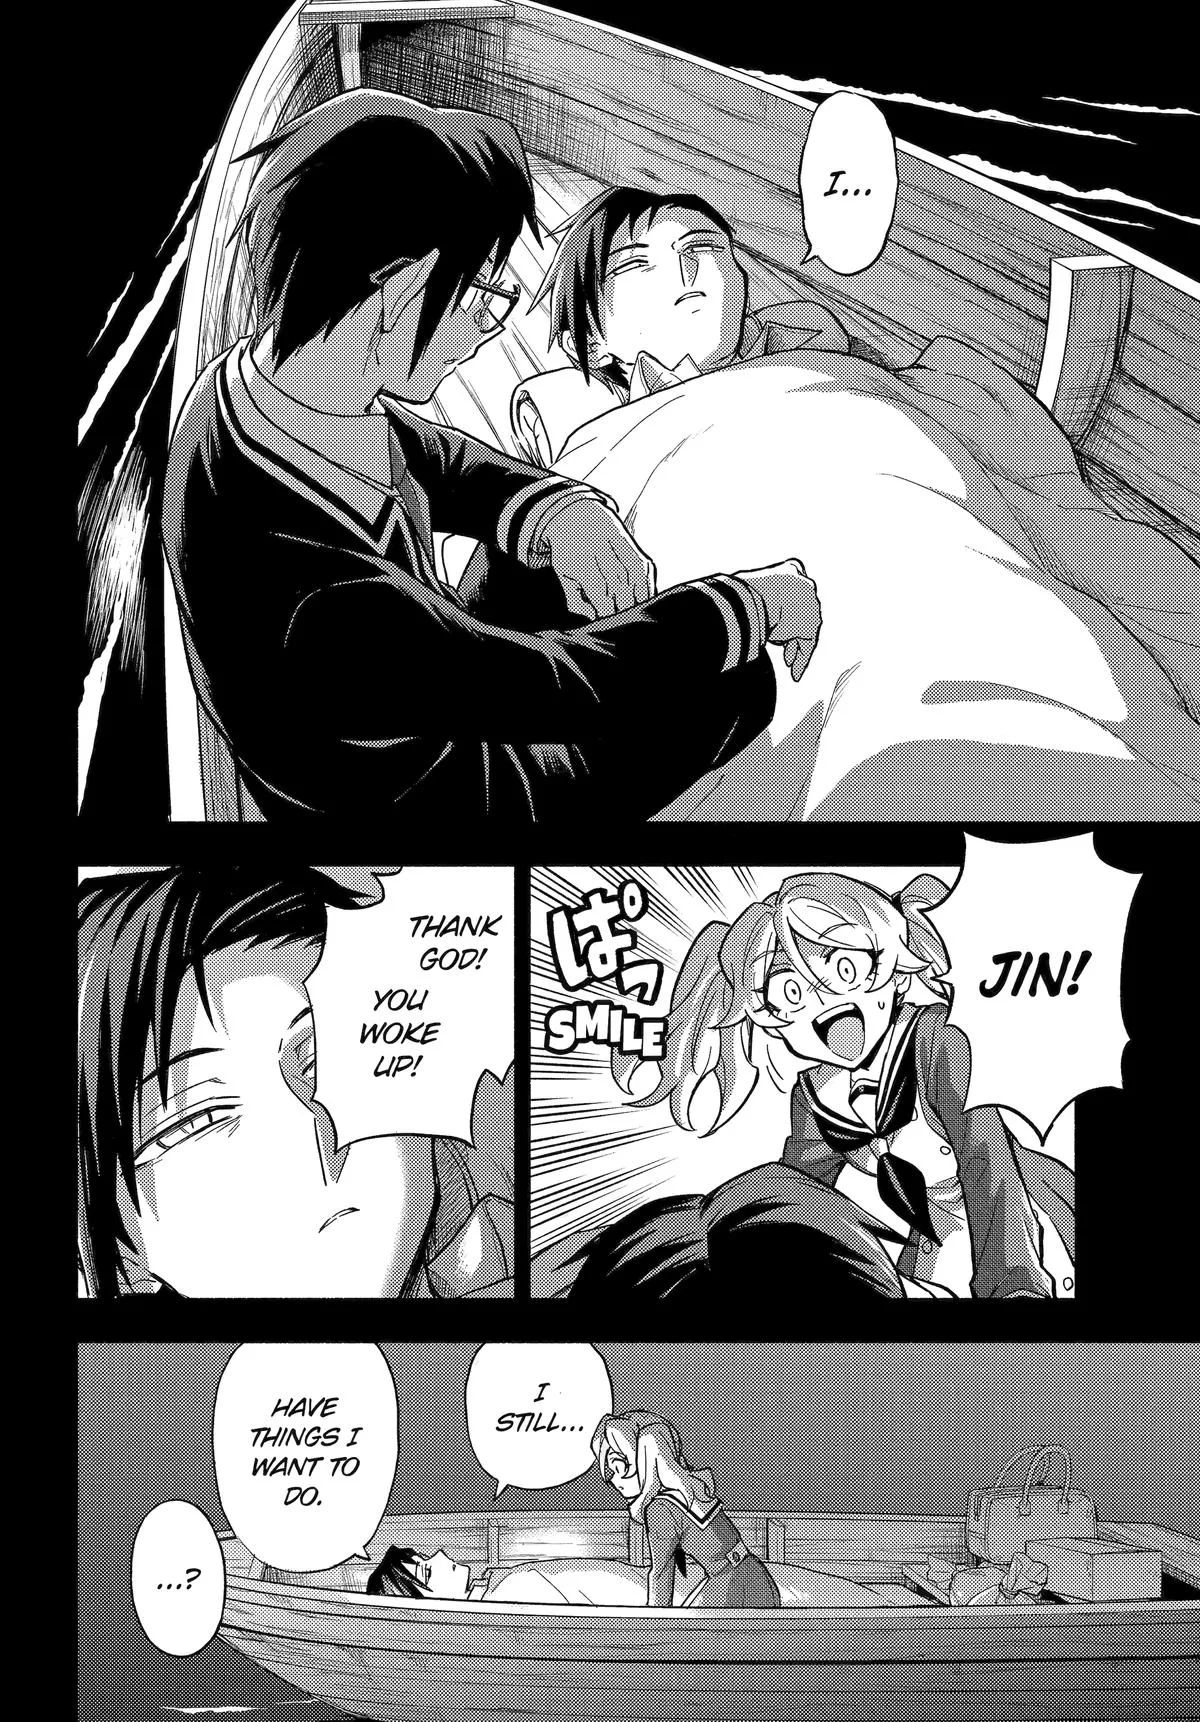 I...
JIN!
ぱっ
SMILE
THANK
GOD!
YOU
WOKE
UP!
I
STILL...
HAVE
THINGS I
WANT TO
DO.
...?